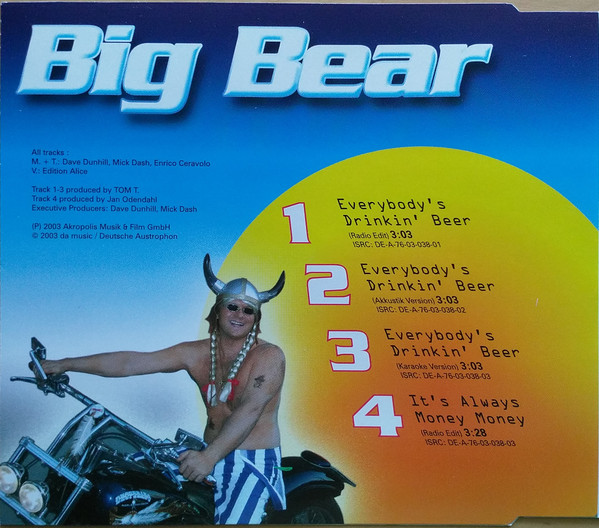 Big Bear
All tracks :
M. + T.: Dave Dunhill, Mick Dash, Enrico Ceravolo
V.: Edition Alice
Track 1-3 produced by TOM T.
Track 4 produced by Jan Odendahl
Executive Producers: Dave Dunhill, Mick Dash
(P) 2003 Akropolis Musik & Film GmbH
© 2003 da music / Deutsche Austrophon
1
Everybody's
Drinkin' Beer
(Radio Edit) 3:03
ISRC: DE-A-76-03-038-01
2
Everybody's
Drinkin' Beer
(Akkustik Version) 3:03
ISRC: DE-A-76-03-038-02
3
Everybody's
Drinkin' Beer
(Karaoke Version) 3:03
ISRC: DE-A-76-03-038-03
4
It's Always
Money Money
(Radio Edit) 3:28
ISRC: DE-A-76-03-038-03